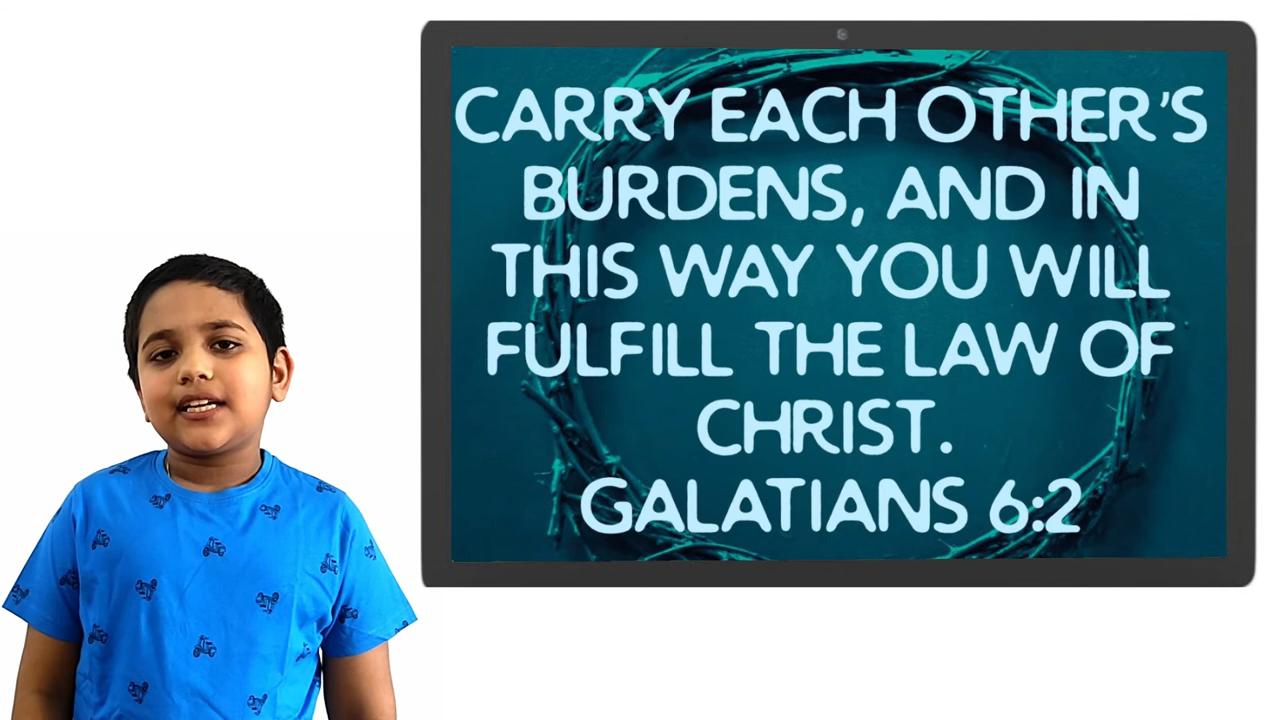 CARRY EACH OTHER'S
BURDENS, AND IN
THIS WAY YOU WILL
FULFILL THE LAW OF
CHRIST.
GALATIANS 6:2